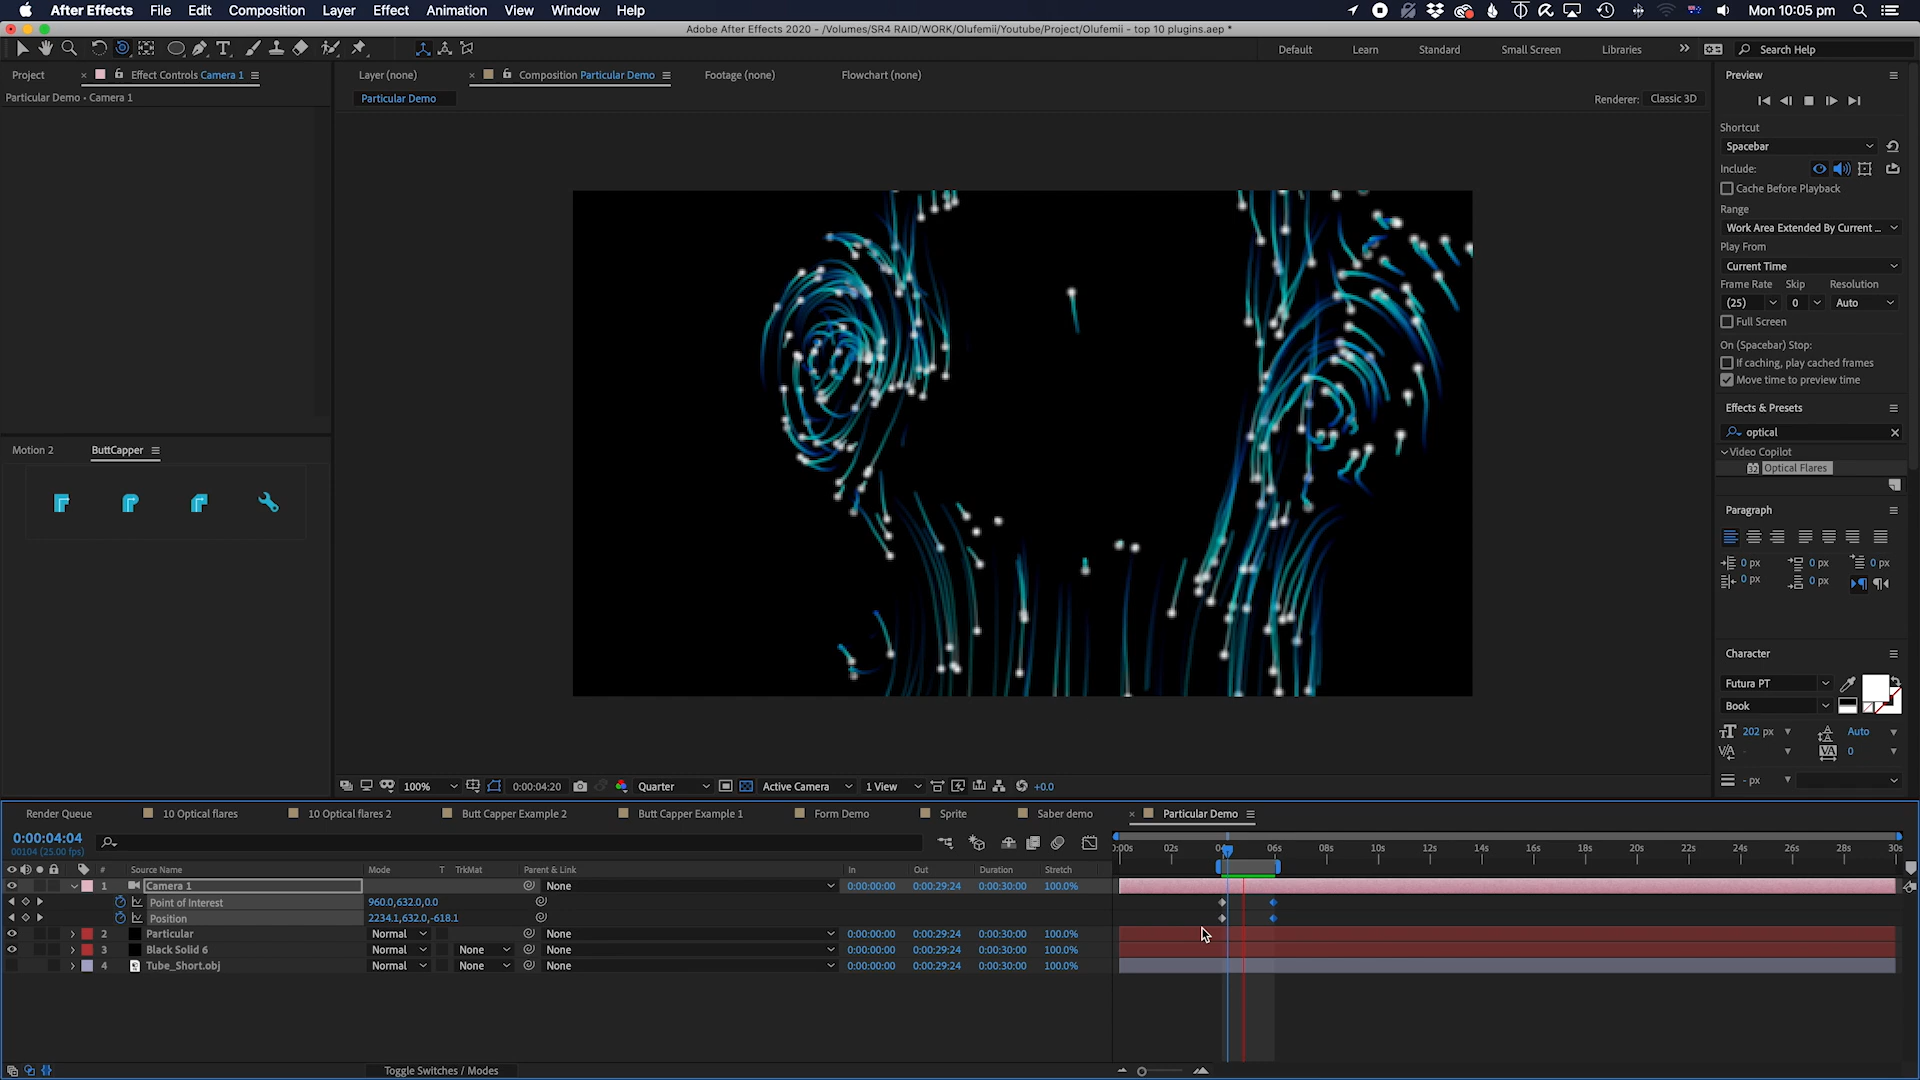 After Effects File Edit Composition Layer Effect Animation View Window Help Mon 10:05 pm
Adobe After Effects 2020 - /Volumes/SR4 RAID/WORK/Olufemii/Youtube/Project/Olufemii - top 10 plugins.aep *
Default Learn Standard Small Screen Libraries Search Help
Project Effect Controls Camera 1 Layer (none) Composition Particular Demo Footage (none) Flowchart (none) Preview
Particular Demo • Camera 1 Particular Demo Renderer: Classic 3D
Shortcut
Spacebar
Include:
Cache Before Playback
Range
Work Area Extended By Current ...
Play From
Current Time
Frame Rate Skip Resolution
(25) 0 Auto
Full Screen
On (Spacebar) Stop:
If caching, play cached frames
Move time to preview time
Effects & Presets
optical
Video Copilot
Optical Flares
Motion 2 ButtCapper
Paragraph
0 px 0 px 0 px
0 px 0 px
Character
Futura PT
Book
202 px Auto
0
- px
100% 0:00:04:20 Quarter Active Camera 1 View +0.0
Render Queue 10 Optical flares 10 Optical flares 2 Butt Capper Example 2 Butt Capper Example 1 Form Demo Sprite Saber demo Particular Demo
0:00:04:04
00104 (25.00 fps)
:00s 02s 04s 06s 08s 10s 12s 14s 16s 18s 20s 22s 24s 26s 28s 30s
# Source Name Mode T TrkMat Parent & Link In Out Duration Stretch
1 Camera 1 None 0:00:00:00 0:00:29:24 0:00:30:00 100.0%
Point of Interest 960.0,632.0,0.0
Position 2234.1,632.0,-618.1
2 Particular Normal None 0:00:00:00 0:00:29:24 0:00:30:00 100.0%
3 Black Solid 6 Normal None None 0:00:00:00 0:00:29:24 0:00:30:00 100.0%
4 Tube_Short.obj Normal None None 0:00:00:00 0:00:29:24 0:00:30:00 100.0%
Toggle Switches / Modes